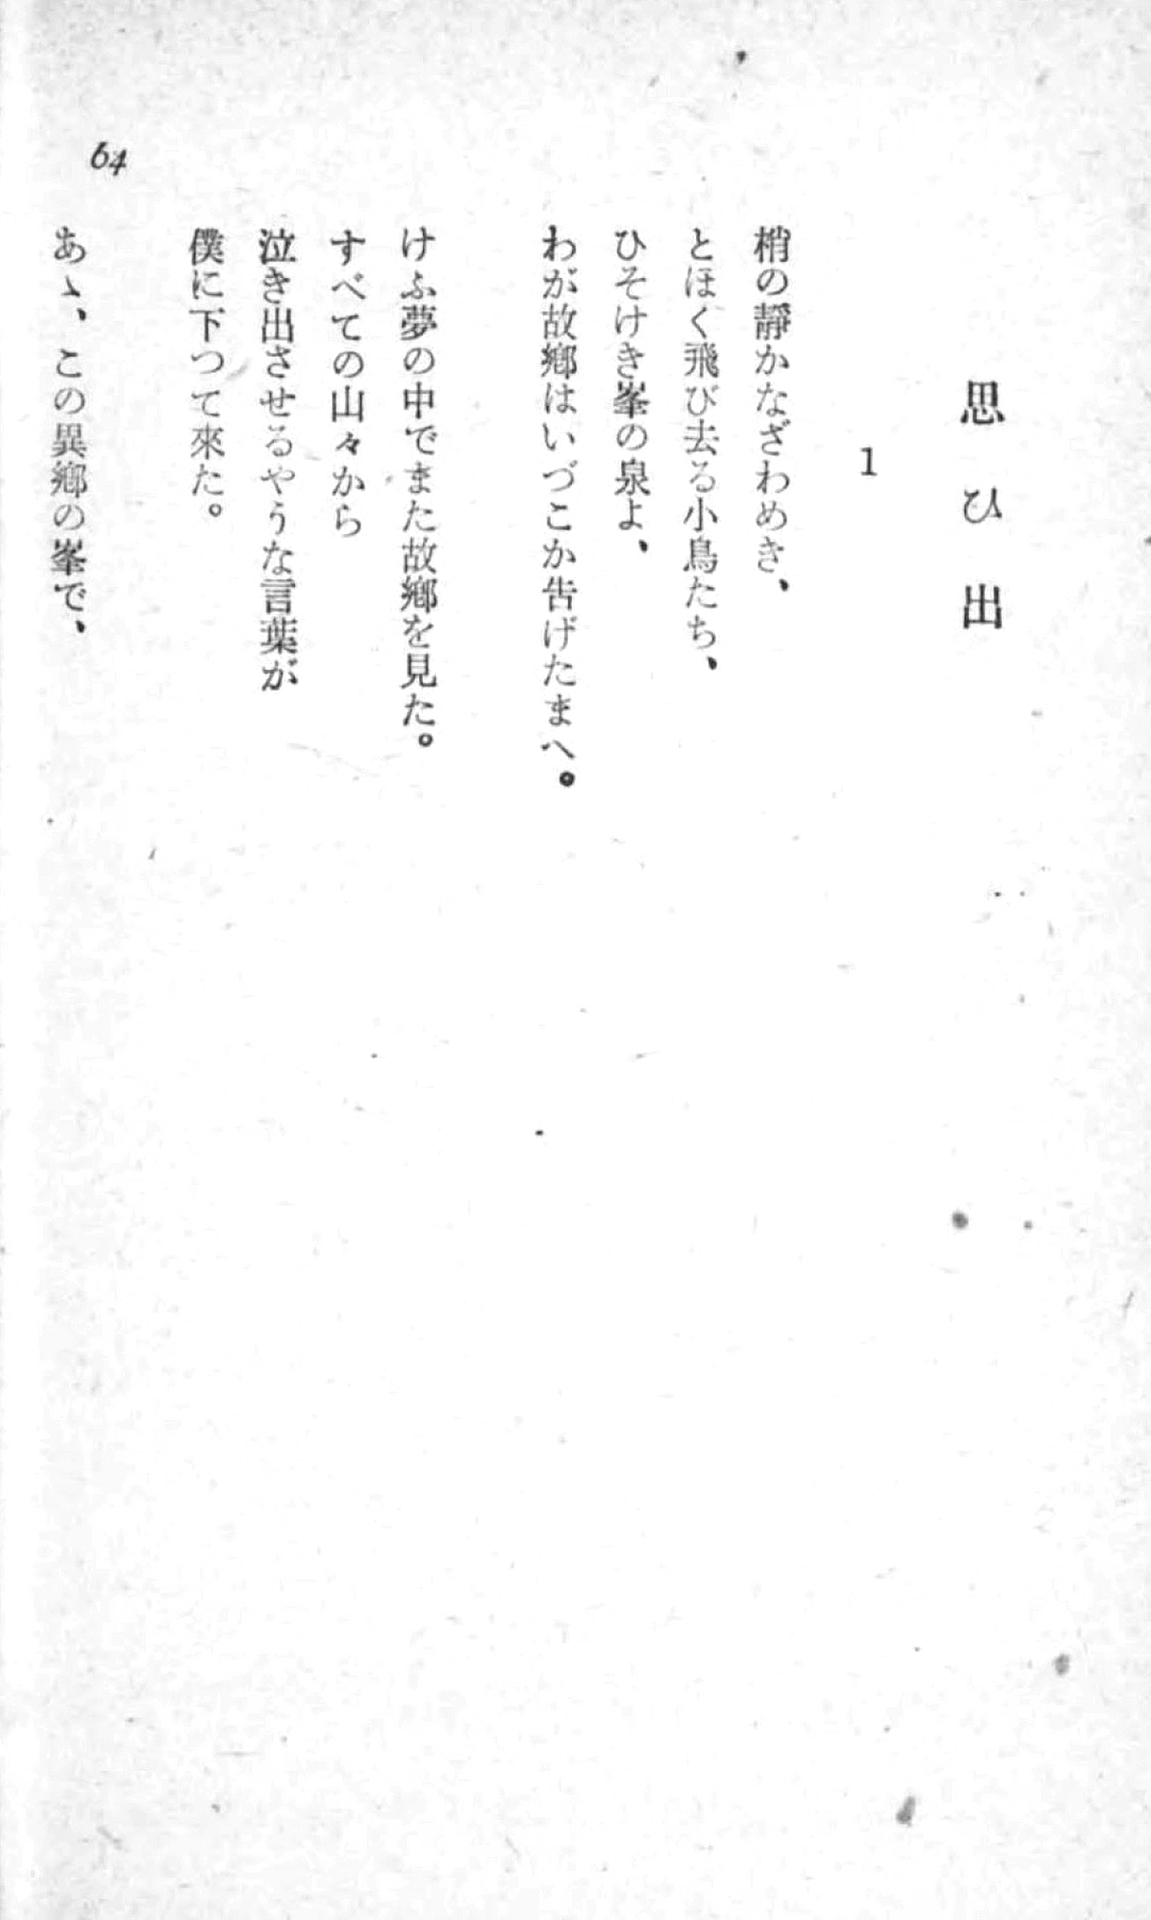 思ひ出
1
梢の靜かなざわめき、
とほく飛び去る小鳥たち、
ひそけき峯の泉よ、
わが故鄕はいづこか吿げたまへ。
けふ夢の中でまた故鄕を見た。
すべての山々から
泣き出させるやうな言葉が
僕に下つて來た。
あゝ、この異鄕の峯で、
64